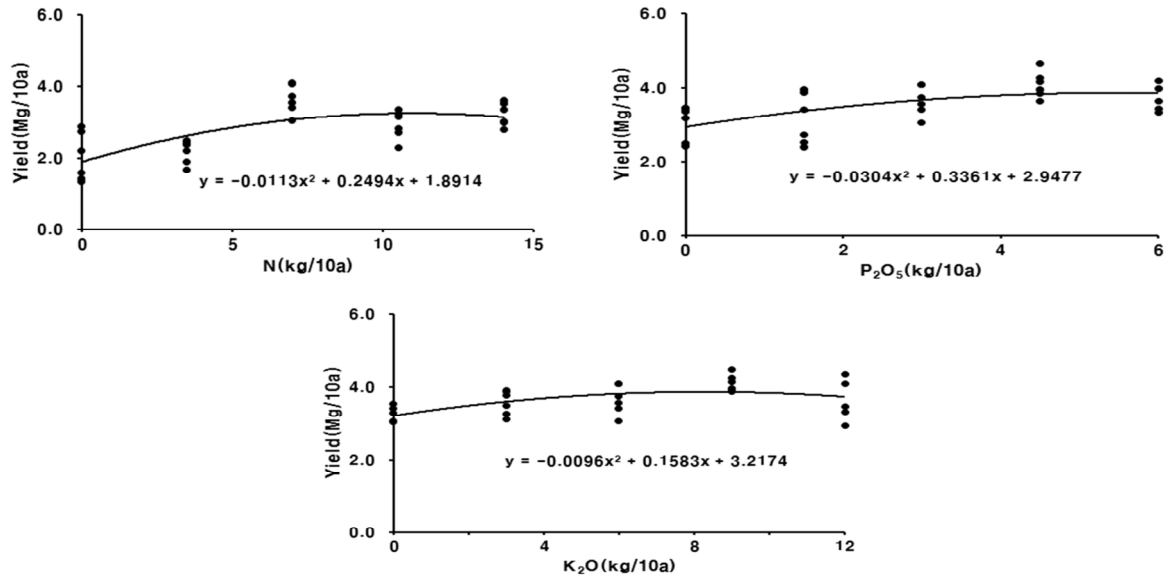 6.0
4.0
2.0
0.0
Yield(Mg/10a)
y = −0.0113x² + 0.2494x + 1.8914
0 5 10 15
N(kg/10a)
6.0
4.0
2.0
0.0
Yield(Mg/10a)
y = −0.0304x² + 0.3361x + 2.9477
0 2 4 6
P₂O₅(kg/10a)
6.0
4.0
2.0
0.0
Yield(Mg/10a)
y = −0.0096x² + 0.1583x + 3.2174
0 4 8 12
K₂O(kg/10a)